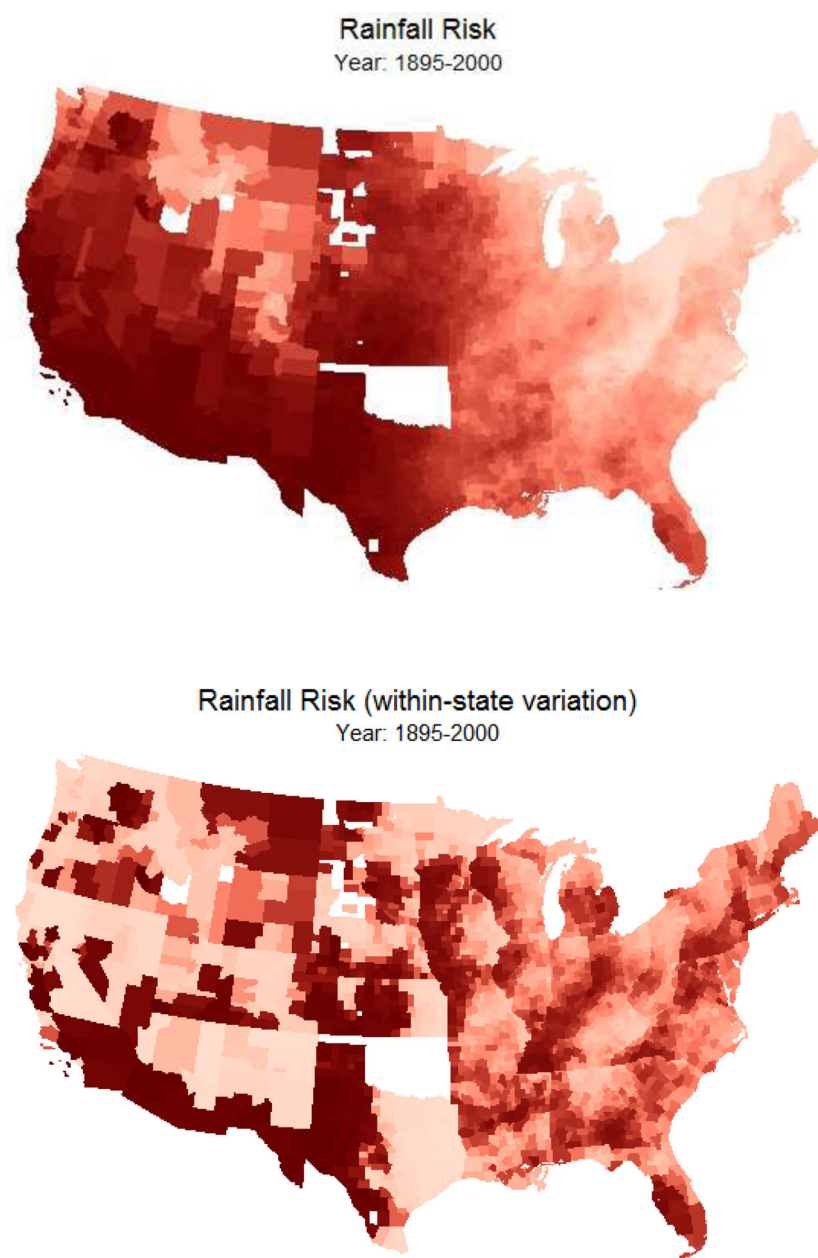 Rainfall Risk
Year: 1895-2000
Rainfall Risk (within-state variation)
Year: 1895-2000